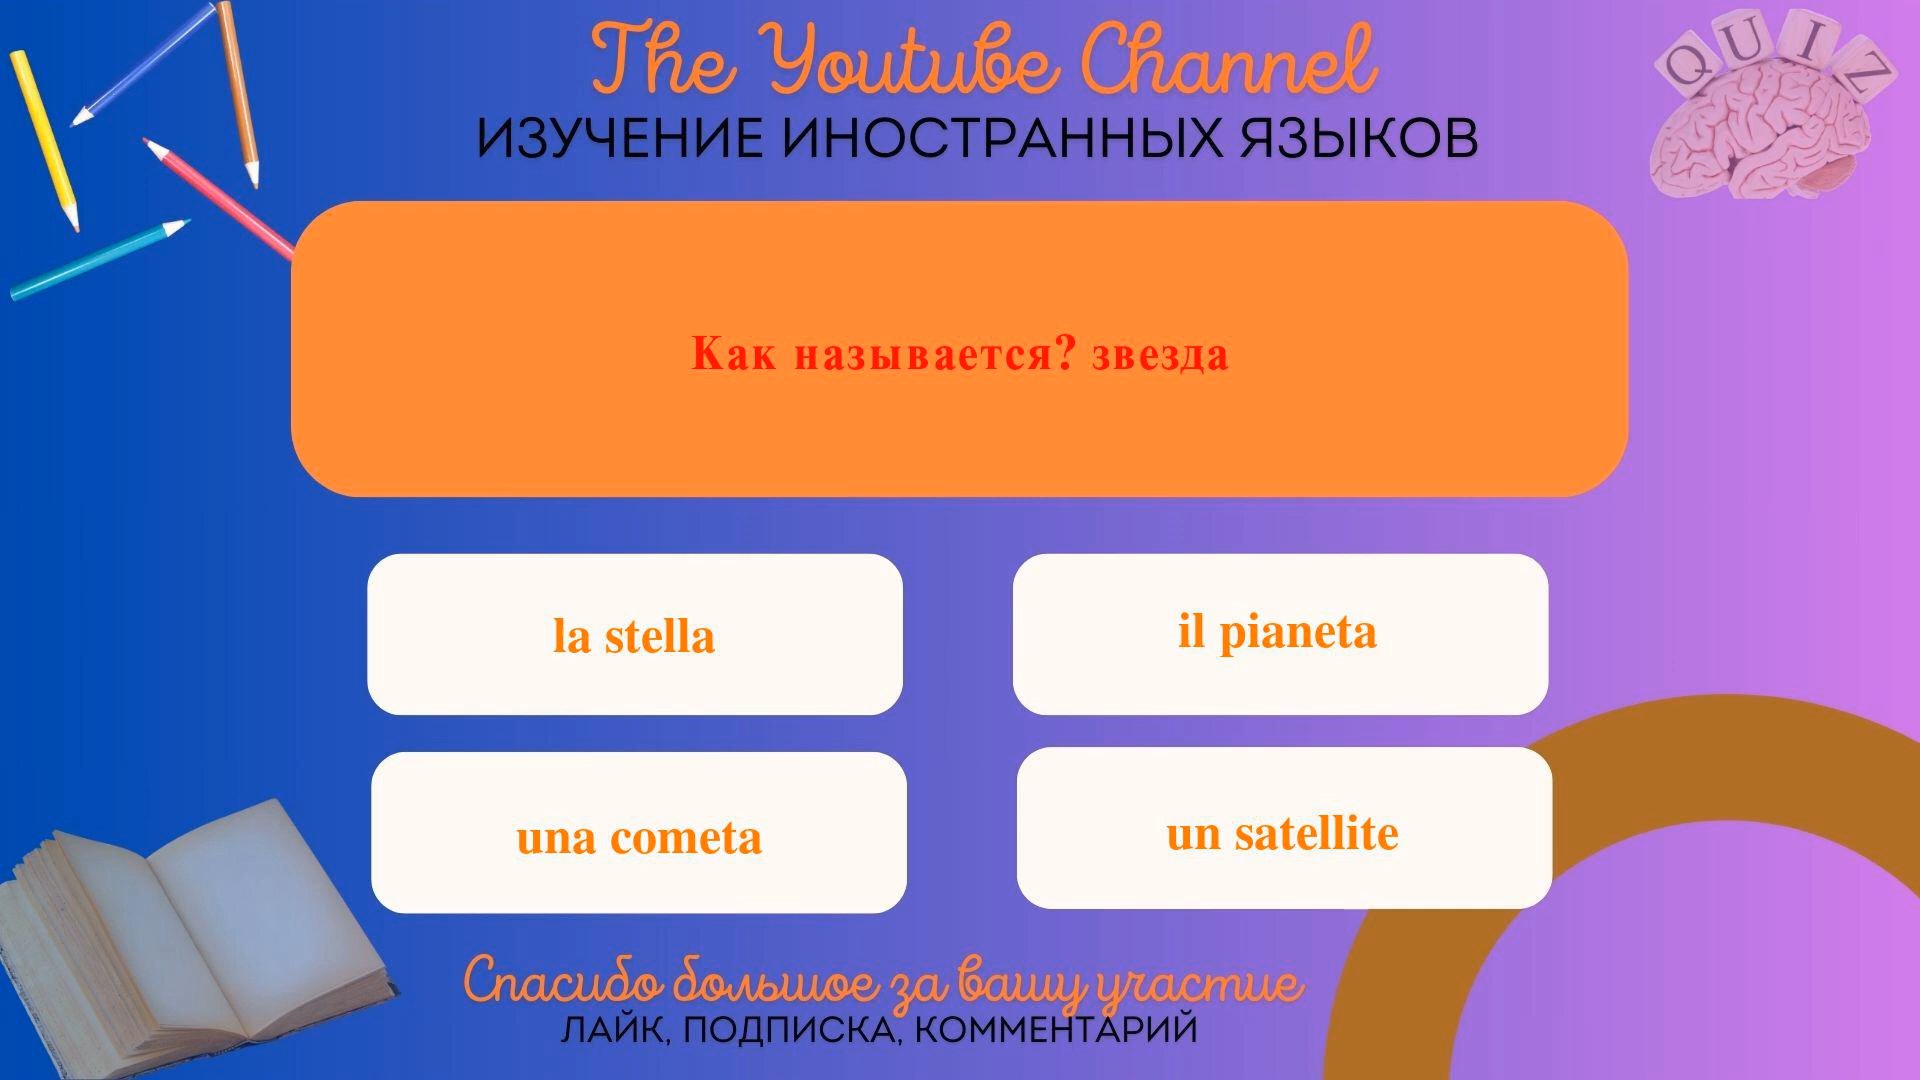 The Youtube Channel
QUIZ
ИЗУЧЕНИЕ ИНОСТРАННЫХ ЯЗЫКОВ
Как называется? звезда
la stella
il pianeta
una cometa
un satellite
Спасибо большое за вашу участие
ЛАЙК, ПОДПИСКА, КОММЕНТАРИЙ